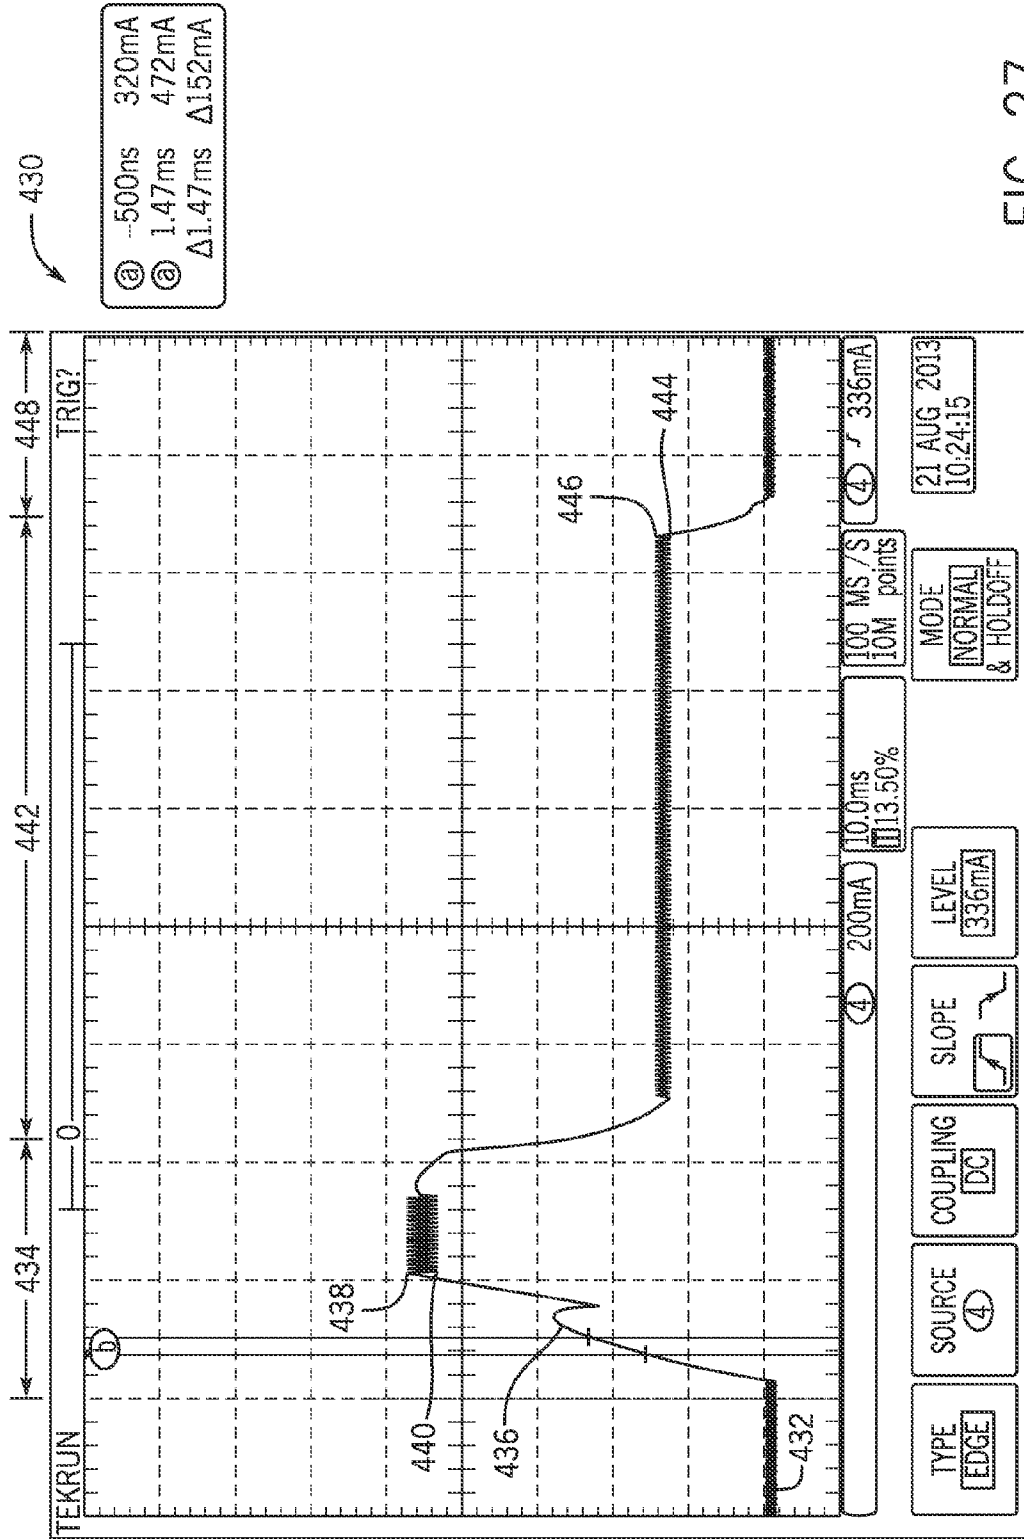 430
434
442
448
TEKRUN
0
TRIG?
b
ⓐ -500ns 320mA
ⓐ 1.47ms 472mA
Δ1.47ms Δ152mA
438
440
436
432
446
444
④ 200mA
10.0ms
13.50%
100 MS/S
10M points
④ 336mA
TYPE
EDGE
SOURCE
④
COUPLING
DC
SLOPE
LEVEL
336mA
MODE
NORMAL
& HOLDOFF
21 AUG 2013
10:24:15
FIG. 27